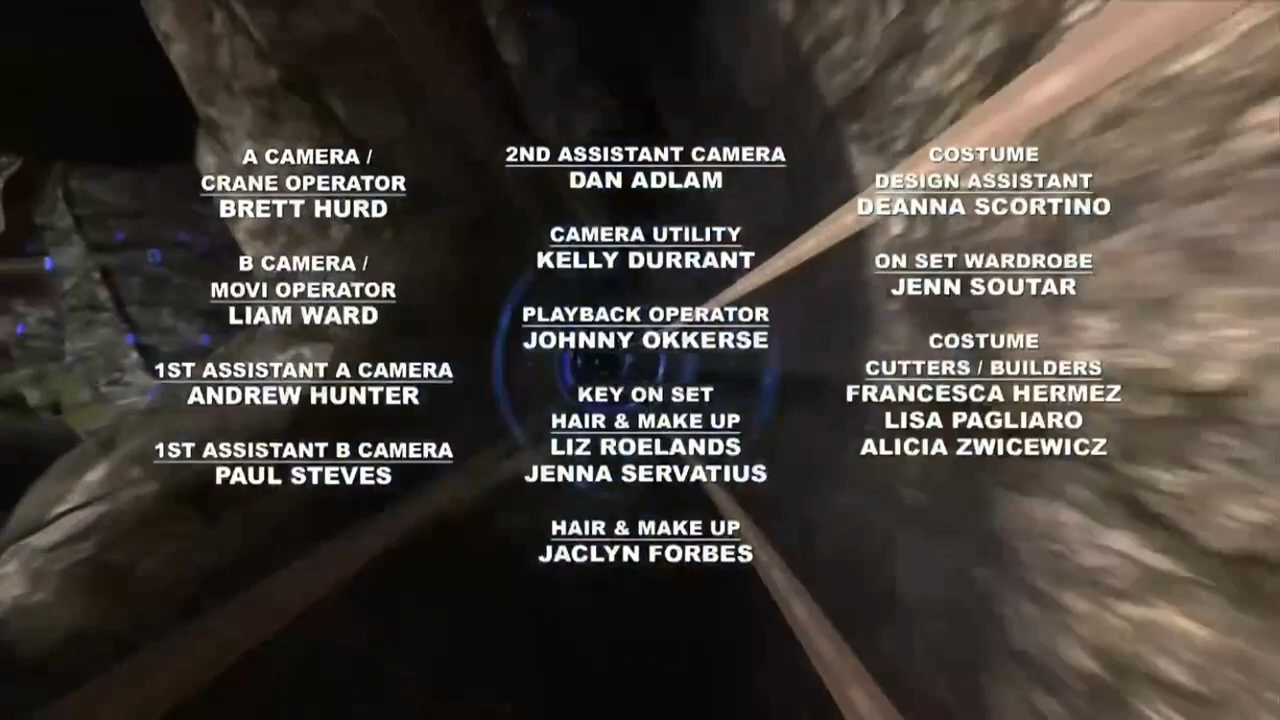 A CAMERA /
CRANE OPERATOR
BRETT HURD
B CAMERA /
MOVI OPERATOR
LIAM WARD
1ST ASSISTANT A CAMERA
ANDREW HUNTER
1ST ASSISTANT B CAMERA
PAUL STEVES
2ND ASSISTANT CAMERA
DAN ADLAM
CAMERA UTILITY
KELLY DURRANT
PLAYBACK OPERATOR
JOHNNY OKKERSE
KEY ON SET
HAIR & MAKE UP
LIZ ROELANDS
JENNA SERVATIUS
HAIR & MAKE UP
JACLYN FORBES
COSTUME
DESIGN ASSISTANT
DEANNA SCORTINO
ON SET WARDROBE
JENN SOUTAR
COSTUME
CUTTERS / BUILDERS
FRANCESCA HERMEZ
LISA PAGLIARO
ALICIA ZWICEWICZ